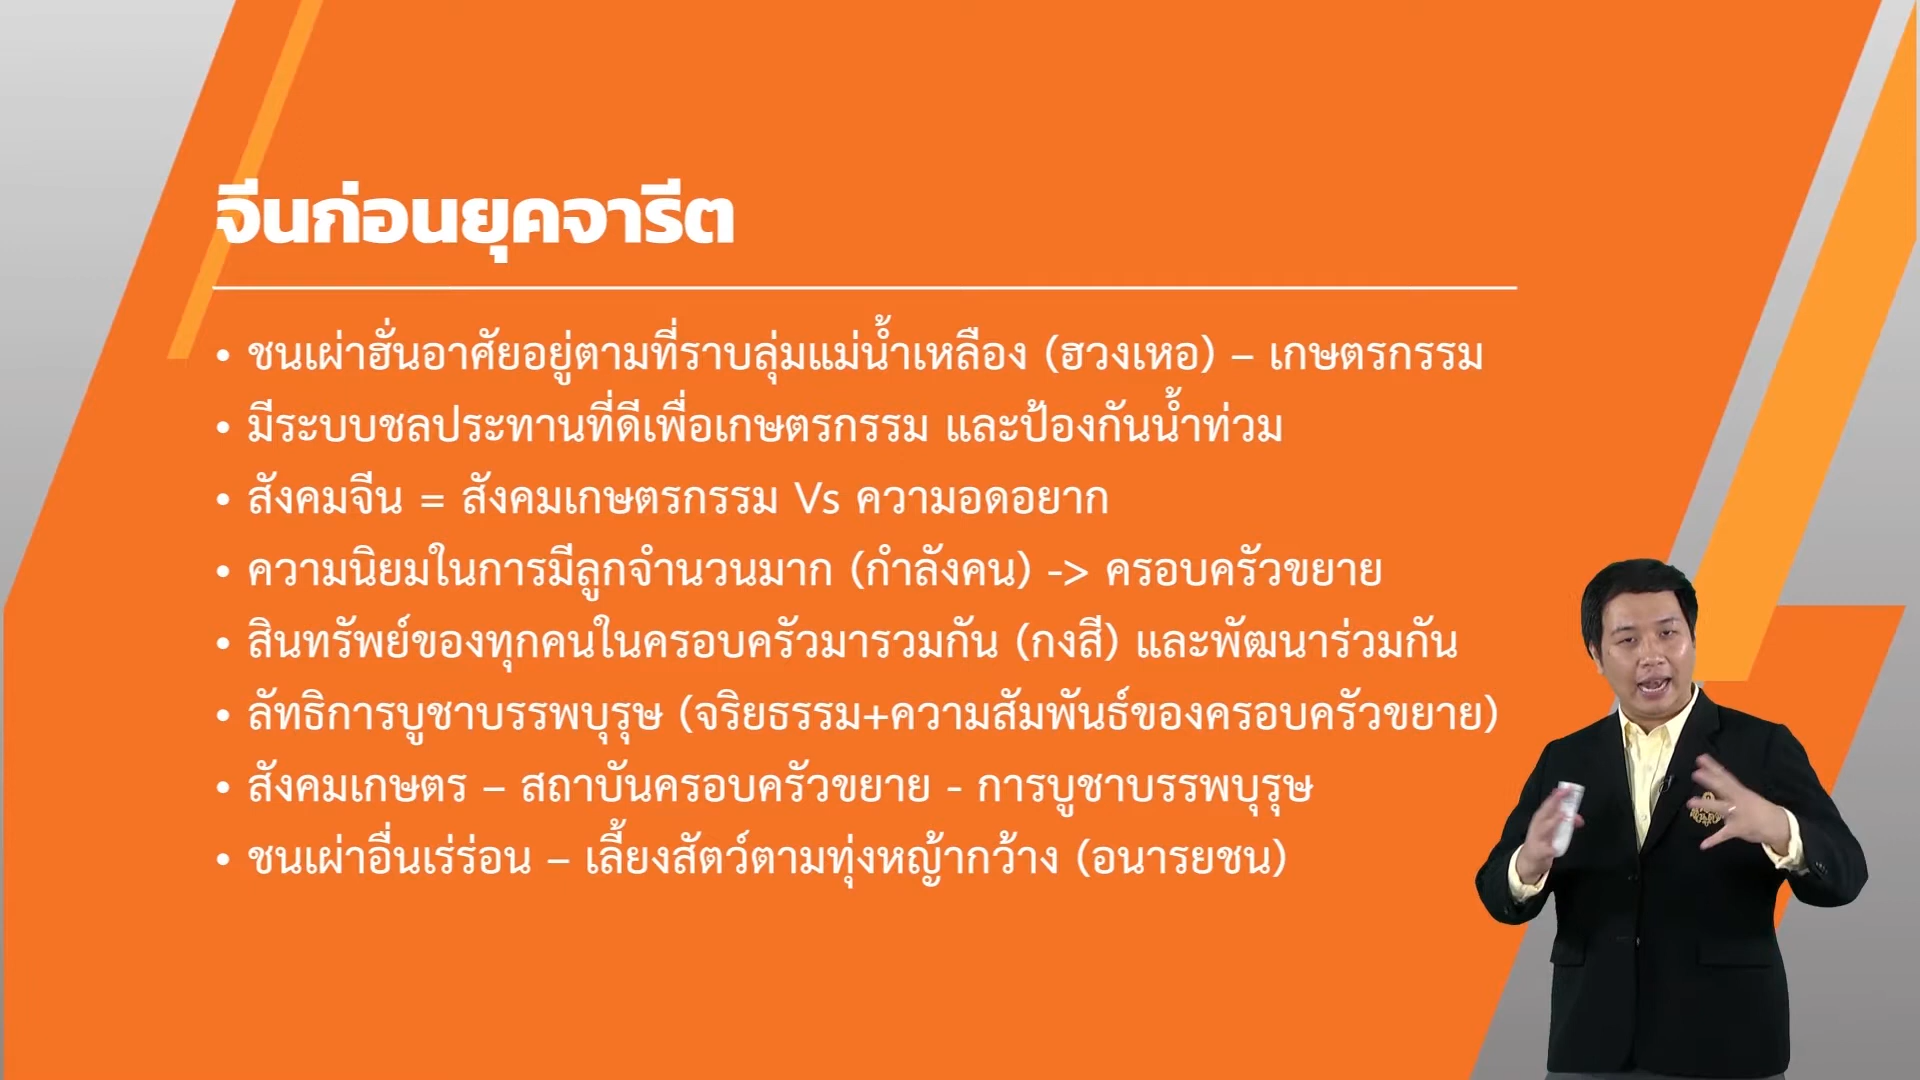 จีนก่อนยุคจารีต
• ชนเผ่าฮั่นอาศัยอยู่ตามที่ราบลุ่มแม่น้ำเหลือง (ฮวงเหอ) – เกษตรกรรม
• มีระบบชลประทานที่ดีเพื่อเกษตรกรรม และป้องกันน้ำท่วม
• สังคมจีน = สังคมเกษตรกรรม Vs ความอดอยาก
• ความนิยมในการมีลูกจำนวนมาก (กำลังคน) -> ครอบครัวขยาย
• สินทรัพย์ของทุกคนในครอบครัวมารวมกัน (กงสี) และพัฒนาร่วมกัน
• ลัทธิการบูชาบรรพบุรุษ (จริยธรรม+ความสัมพันธ์ของครอบครัวขยาย)
• สังคมเกษตร – สถาบันครอบครัวขยาย - การบูชาบรรพบุรุษ
• ชนเผ่าอื่นเร่ร่อน – เลี้ยงสัตว์ตามทุ่งหญ้ากว้าง (อนารยชน)